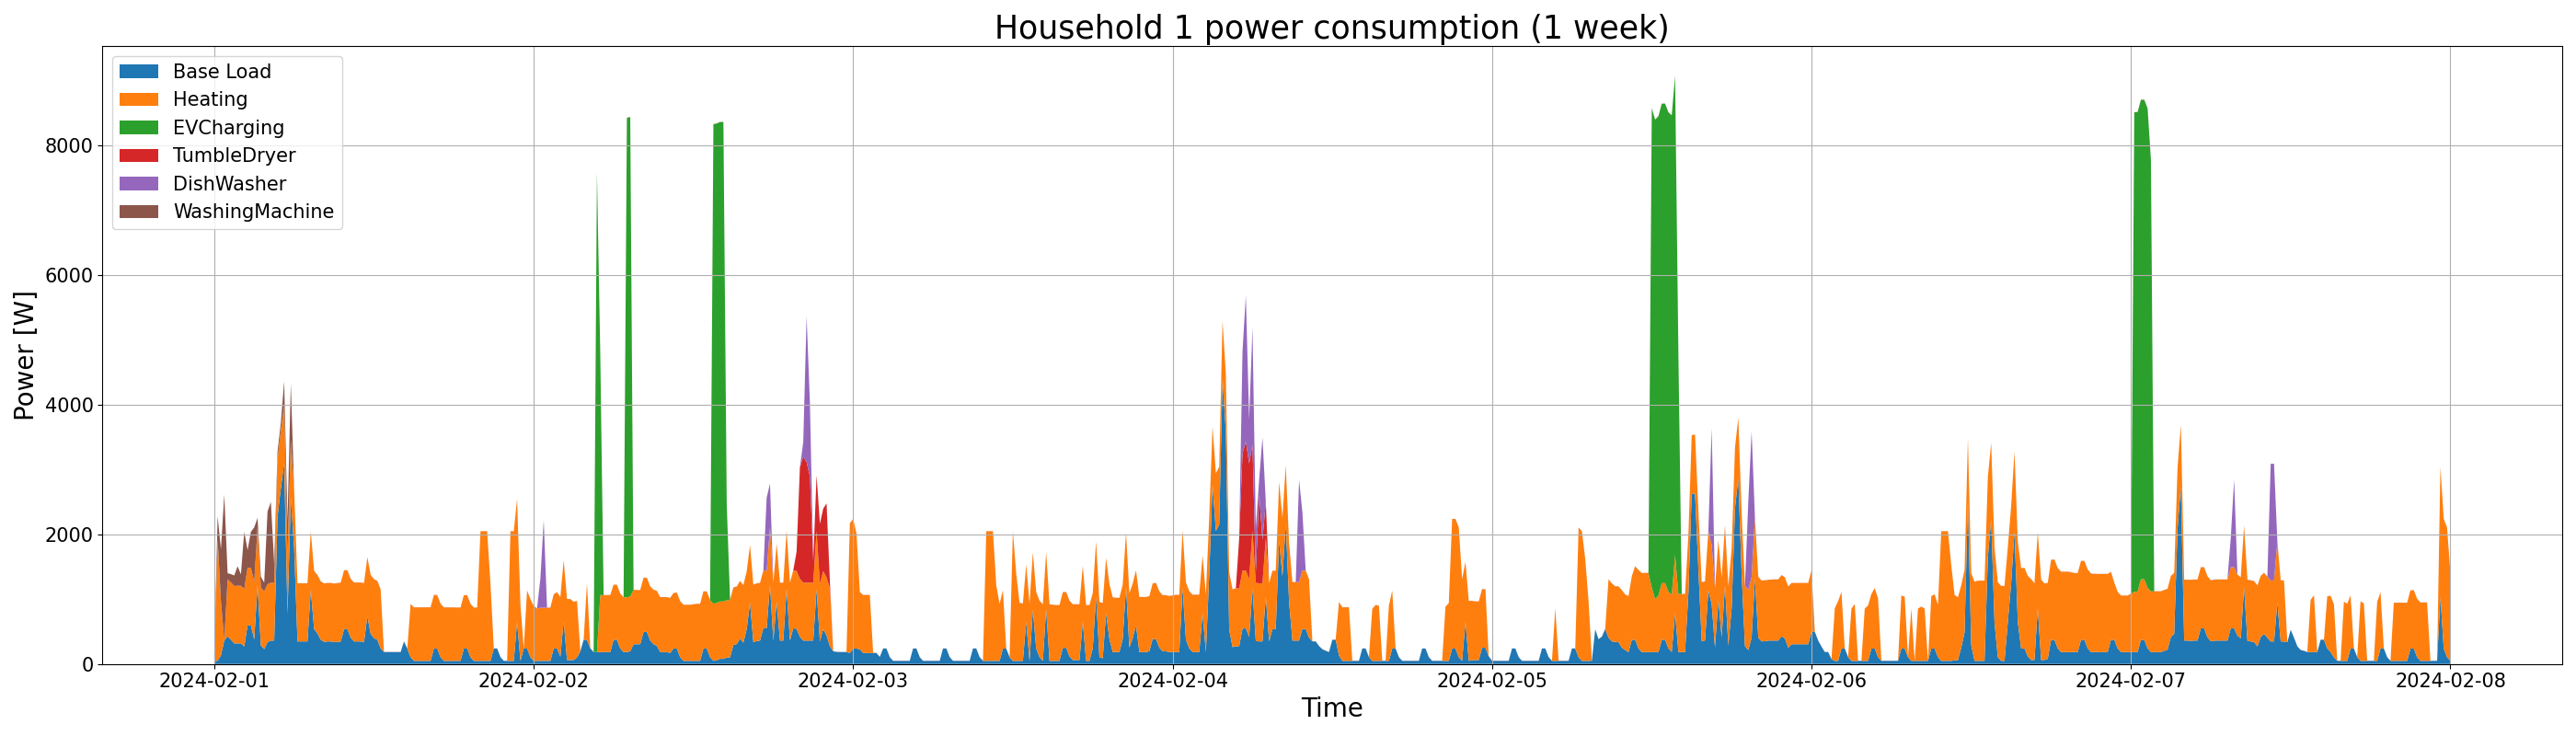 Household 1 power consumption (1 week)
Base Load
Heating
EVCharging
TumbleDryer
DishWasher
WashingMachine
8000
6000
4000
2000
0
Power [W]
2024-02-01
2024-02-02
2024-02-03
2024-02-04
2024-02-05
2024-02-06
2024-02-07
2024-02-08
Time